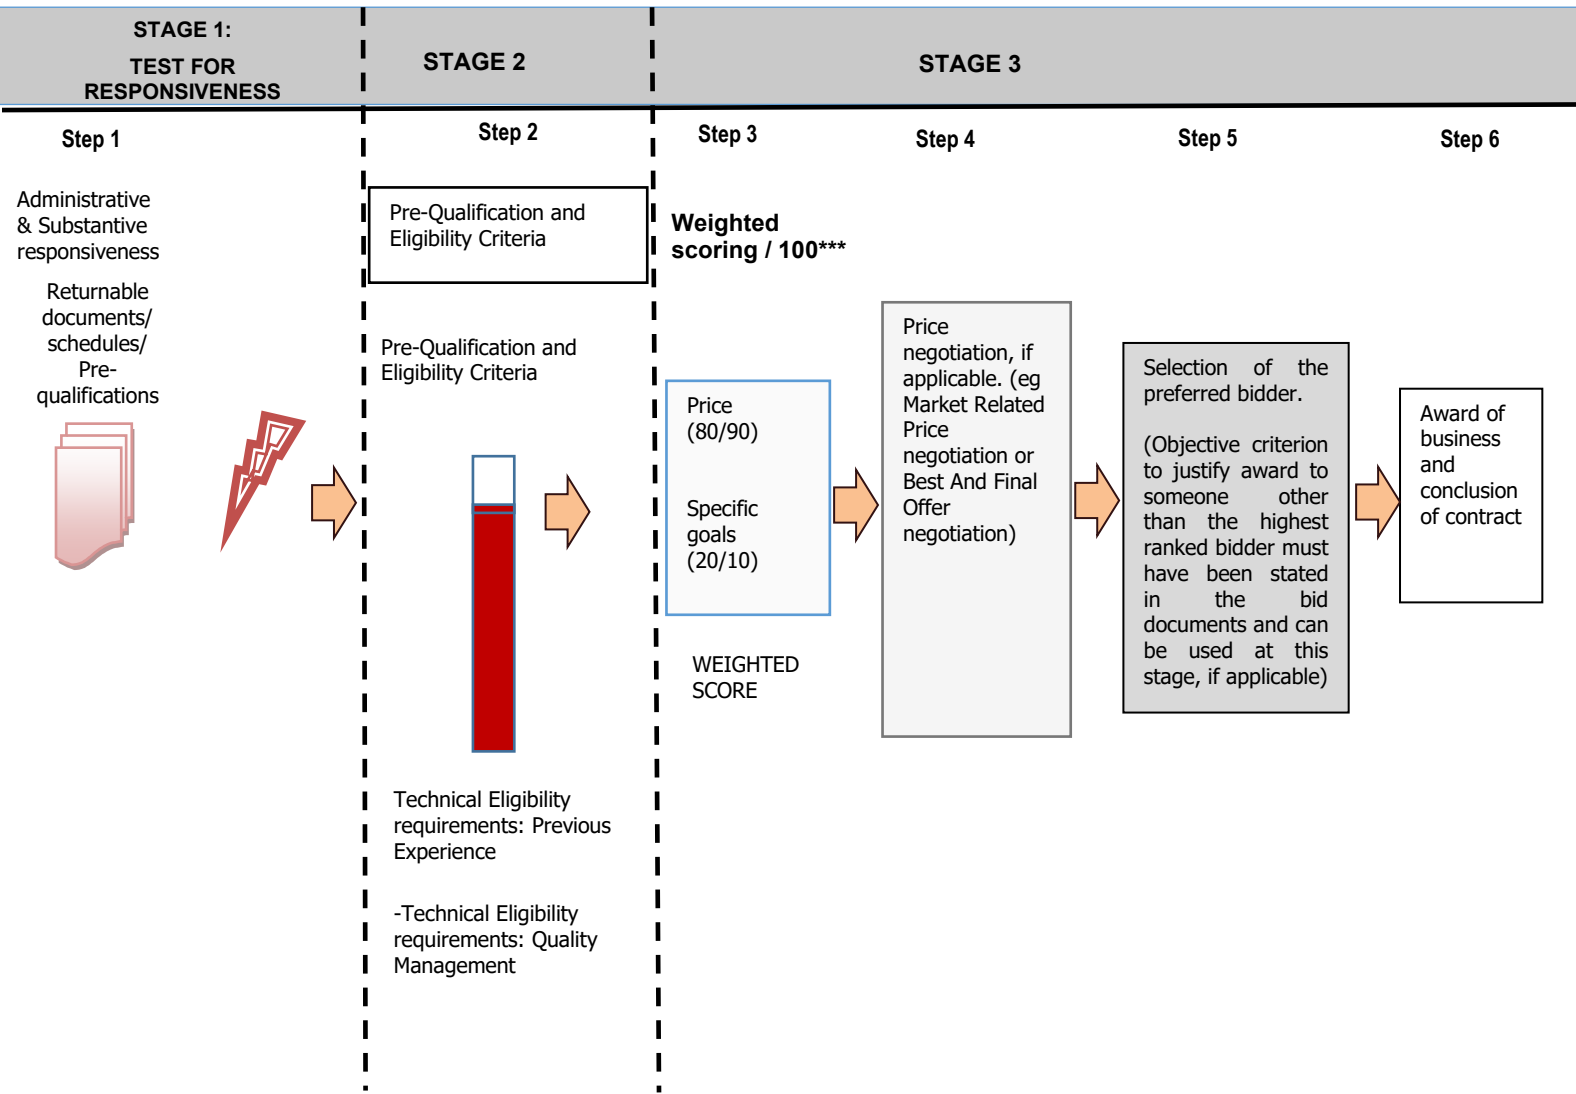 STAGE 1:
TEST FOR
RESPONSIVENESS
STAGE 2
STAGE 3
Step 1
Step 2
Step 3
Step 4
Step 5
Step 6
Administrative
& Substantive
responsiveness
Returnable
documents/
schedules/
Pre-
qualifications
Pre-Qualification and
Eligibility Criteria
Pre-Qualification and
Eligibility Criteria
Technical Eligibility
requirements: Previous
Experience
-Technical Eligibility
requirements: Quality
Management
Weighted
scoring / 100***
Price
(80/90)
Specific
goals
(20/10)
WEIGHTED
SCORE
Price
negotiation, if
applicable. (eg
Market Related
Price
negotiation or
Best And Final
Offer
negotiation)
Selection of the
preferred bidder.
(Objective criterion
to justify award to
someone other
than the highest
ranked bidder must
have been stated
in the bid
documents and can
be used at this
stage, if applicable)
Award of
business
and
conclusion
of contract